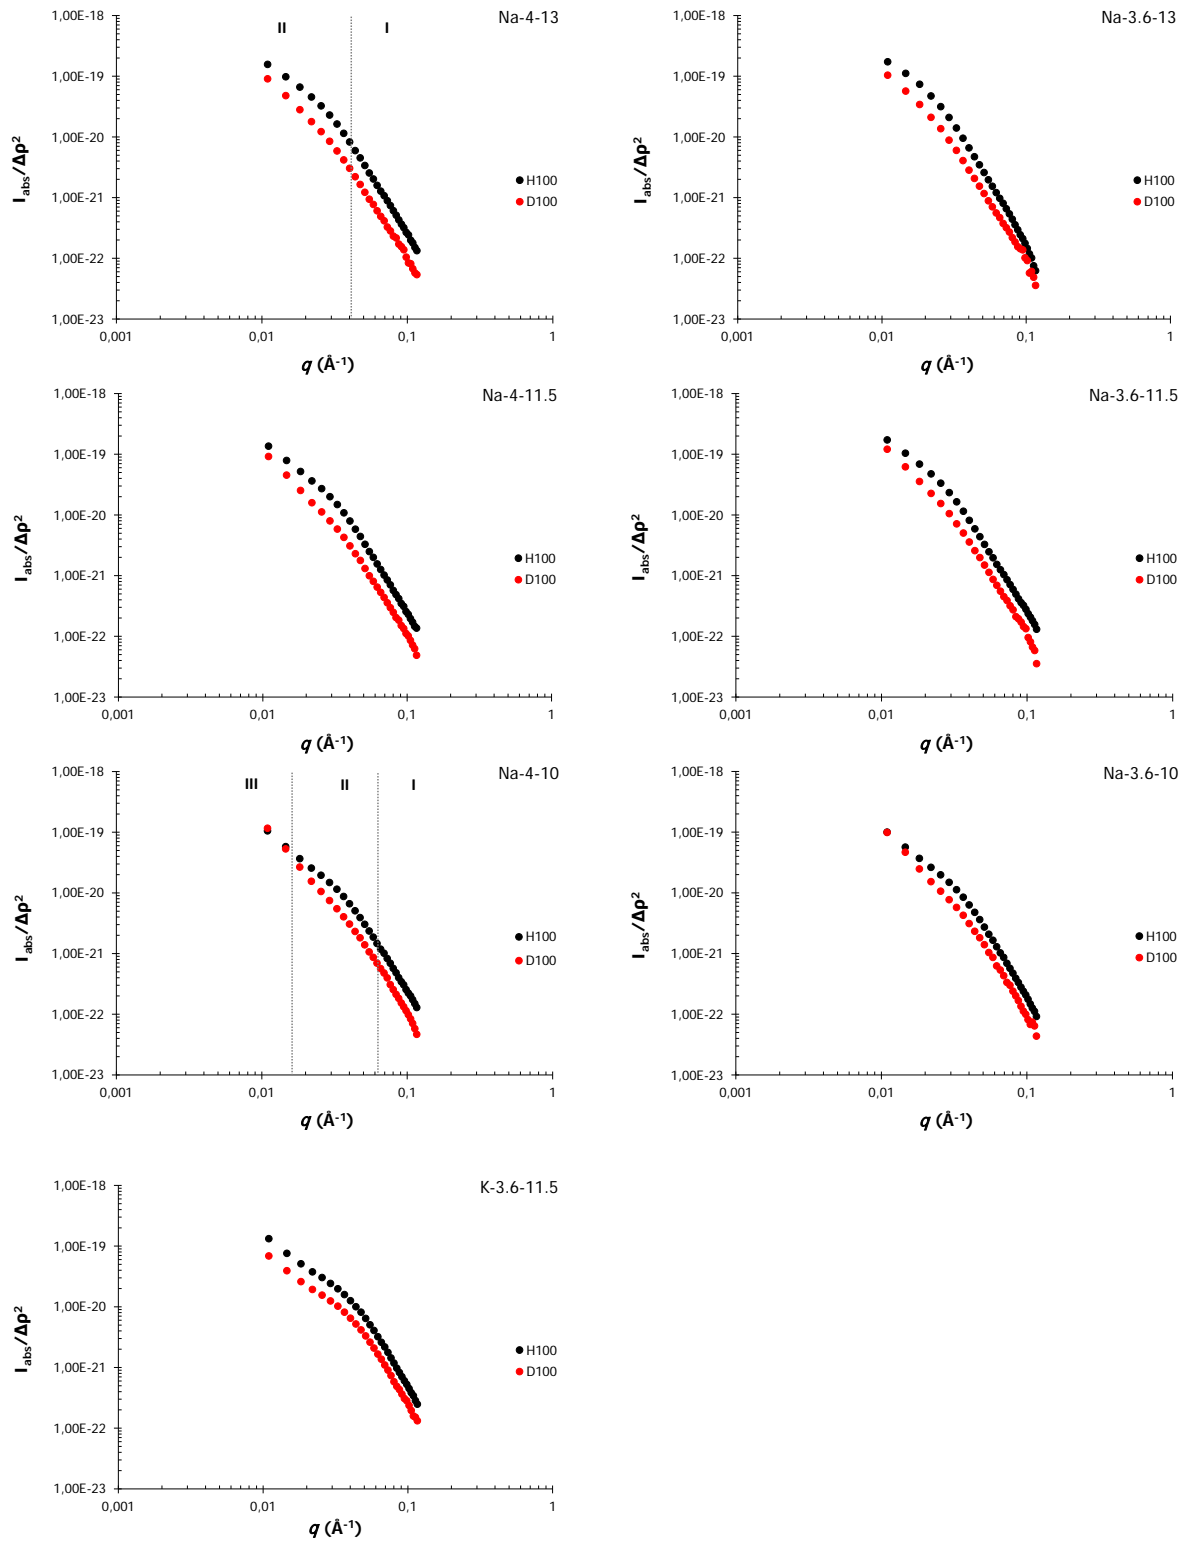 Na-4-13
II I
1,00E-18
1,00E-19
1,00E-20
1,00E-21
1,00E-22
1,00E-23
I_abs/Δρ²
0,001 0,01 0,1 1
q (Å⁻¹)
H100
D100
Na-3.6-13
1,00E-18
1,00E-19
1,00E-20
1,00E-21
1,00E-22
1,00E-23
I_abs/Δρ²
0,001 0,01 0,1 1
q (Å⁻¹)
H100
D100
Na-4-11.5
1,00E-18
1,00E-19
1,00E-20
1,00E-21
1,00E-22
1,00E-23
I_abs/Δρ²
0,001 0,01 0,1 1
q (Å⁻¹)
H100
D100
Na-3.6-11.5
1,00E-18
1,00E-19
1,00E-20
1,00E-21
1,00E-22
1,00E-23
I_abs/Δρ²
0,001 0,01 0,1 1
q (Å⁻¹)
H100
D100
Na-4-10
III II I
1,00E-18
1,00E-19
1,00E-20
1,00E-21
1,00E-22
1,00E-23
I_abs/Δρ²
0,001 0,01 0,1 1
q (Å⁻¹)
H100
D100
Na-3.6-10
1,00E-18
1,00E-19
1,00E-20
1,00E-21
1,00E-22
1,00E-23
I_abs/Δρ²
0,001 0,01 0,1 1
q (Å⁻¹)
H100
D100
K-3.6-11.5
1,00E-18
1,00E-19
1,00E-20
1,00E-21
1,00E-22
1,00E-23
I_abs/Δρ²
0,001 0,01 0,1 1
q (Å⁻¹)
H100
D100